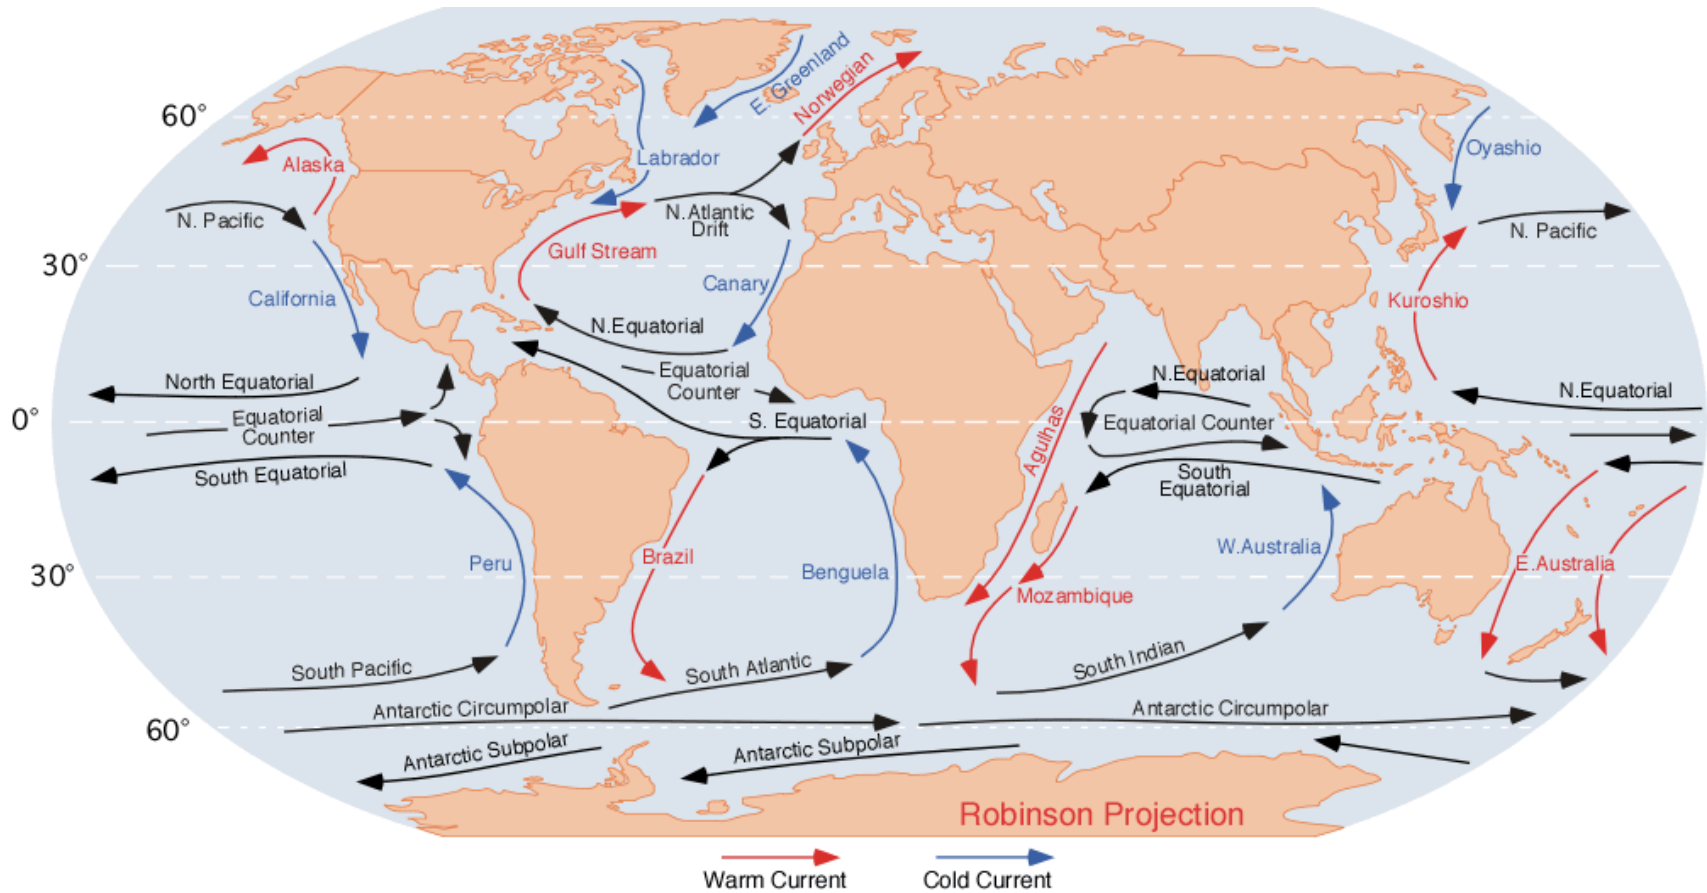 E. Greenland
Norwegian
60°
Alaska
Labrador
Oyashio
N. Pacific
N.Atlantic
Drift
N. Pacific
Gulf Stream
30°
California
Canary
Kuroshio
N.Equatorial
North Equatorial
Equatorial
Counter
N.Equatorial
N.Equatorial
0°
Equatorial
Counter
S. Equatorial
Agulhas
Equatorial Counter
South Equatorial
South
Equatorial
Peru
Brazil
Benguela
W.Australia
E.Australia
30°
Mozambique
South Pacific
South Atlantic
South Indian
Antarctic Circumpolar
Antarctic Circumpolar
60°
Antarctic Subpolar
Antarctic Subpolar
Robinson Projection
Warm Current
Cold Current